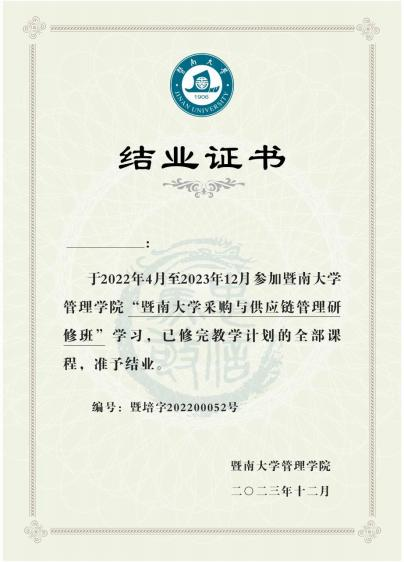 暨南大学
JINAN UNIVERSITY
1906
结业证书
：
于2022年4月至2023年12月参加暨南大学
管理学院“暨南大学采购与供应链管理研
修班”学习，已修完教学计划的全部课
程，准予结业。
编号：暨培字202200052号
暨南大学管理学院
二〇二三年十二月